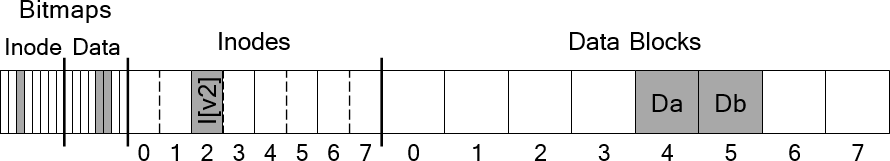 Bitmaps
Inode Data Inodes Data Blocks
I[v2] Da Db
0 1 2 3 4 5 6 7 0 1 2 3 4 5 6 7